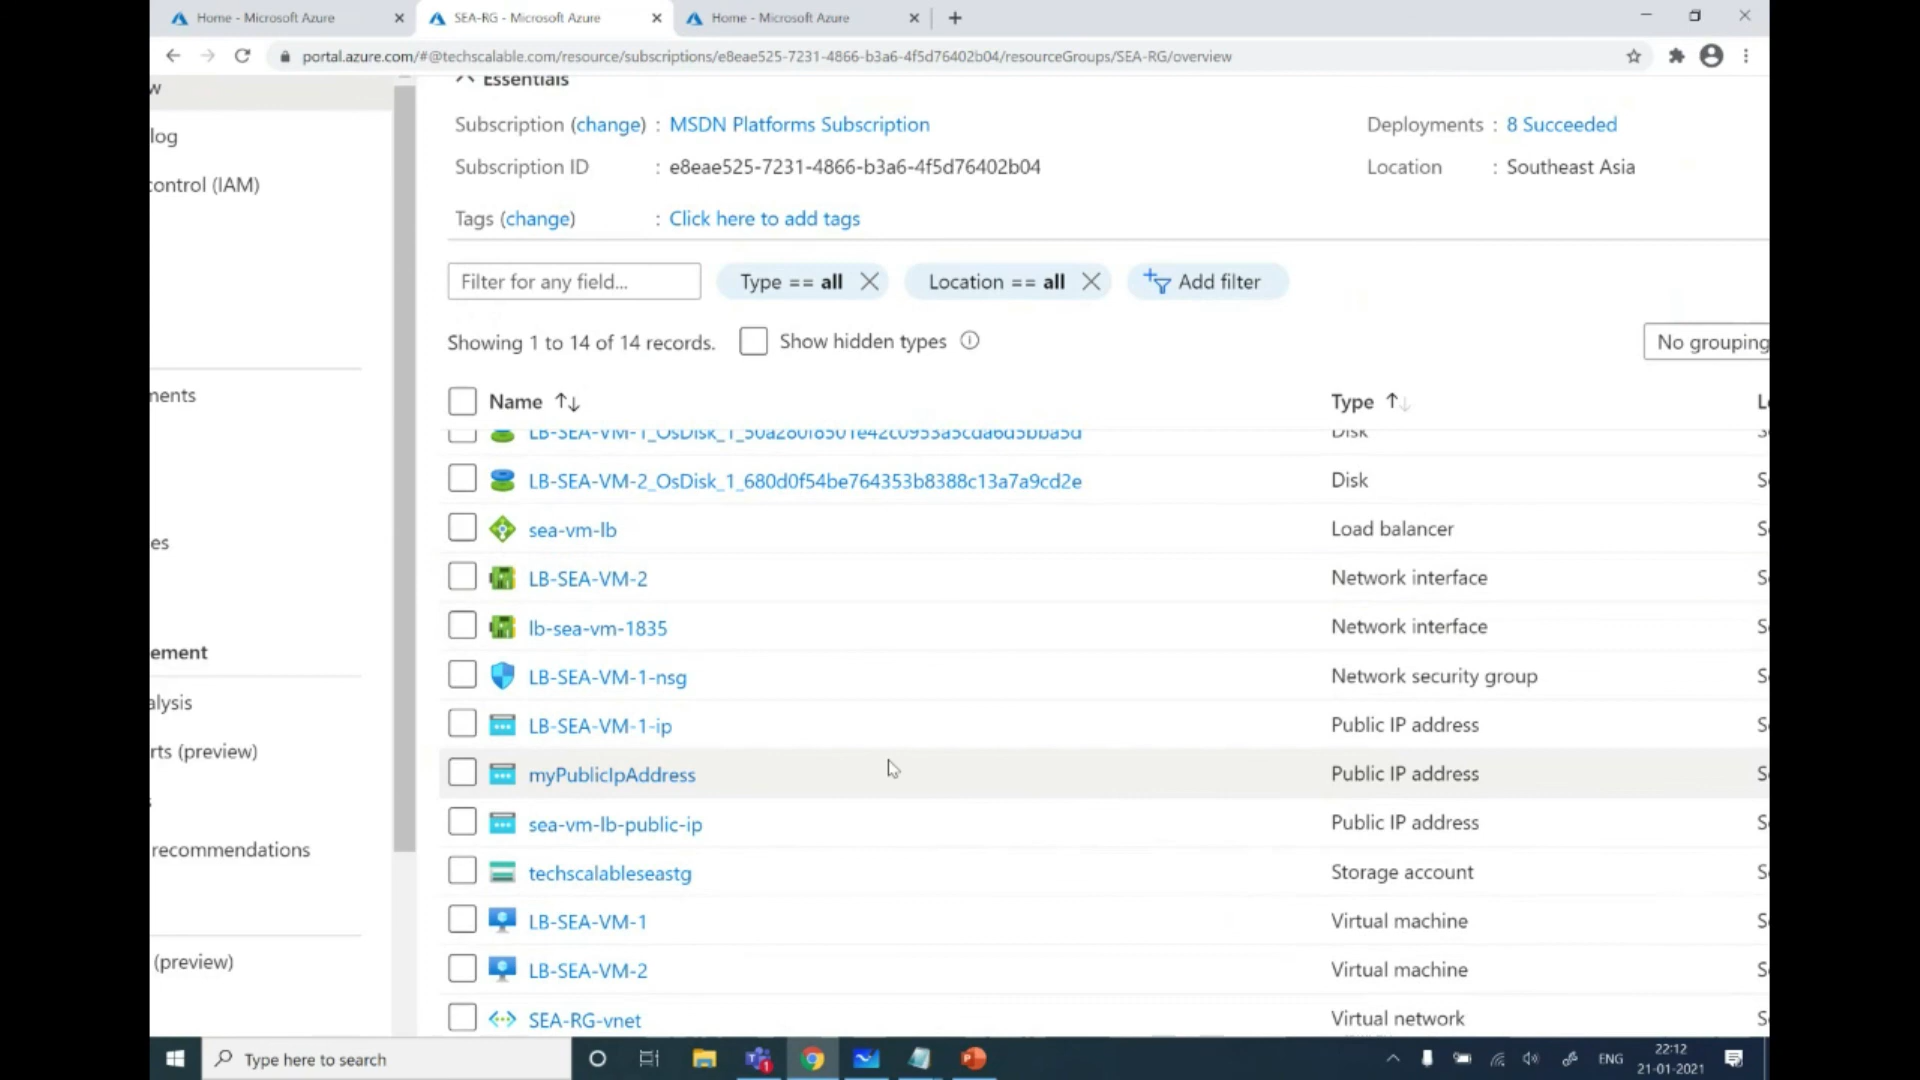 Home - Microsoft Azure
SEA-RG - Microsoft Azure
Home - Microsoft Azure
portal.azure.com/#@techscalable.com/resource/subscriptions/e8eae525-7231-4866-b3a6-4f5d76402b04/resourceGroups/SEA-RG/overview
w
log
control (IAM)
ments
es
ement
alysis
rts (preview)
s
recommendations
(preview)
Essentials
Subscription (change) : MSDN Platforms Subscription
Deployments : 8 Succeeded
Subscription ID : e8eae525-7231-4866-b3a6-4f5d76402b04
Location : Southeast Asia
Tags (change) : Click here to add tags
Filter for any field...
Type == all
Location == all
Add filter
Showing 1 to 14 of 14 records.
Show hidden types
No grouping
Name Type L
Disk S
LB-SEA-VM-2_OsDisk_1_680d0f54be764353b8388c13a7a9cd2e Disk S
sea-vm-lb Load balancer S
LB-SEA-VM-2 Network interface S
lb-sea-vm-1835 Network interface S
LB-SEA-VM-1-nsg Network security group S
LB-SEA-VM-1-ip Public IP address S
myPublicIpAddress Public IP address S
sea-vm-lb-public-ip Public IP address S
techscalableseastg Storage account S
LB-SEA-VM-1 Virtual machine S
LB-SEA-VM-2 Virtual machine S
SEA-RG-vnet Virtual network S
Type here to search
1
ENG
22:12
21-01-2021